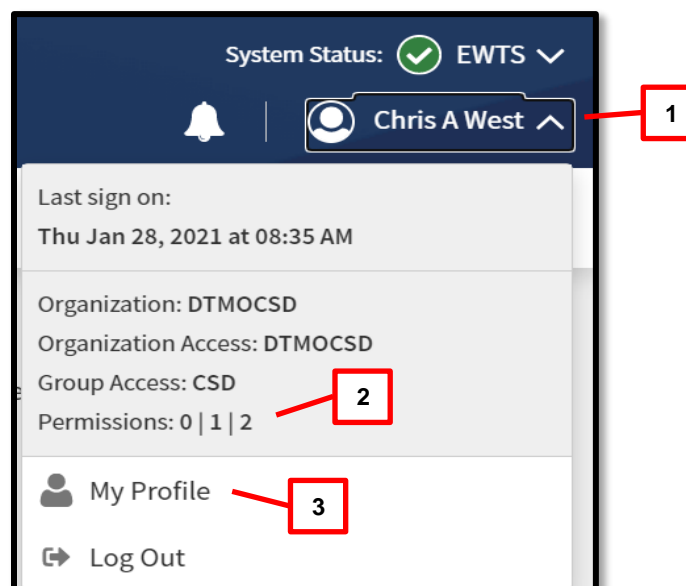 System Status: EWTS
Chris A West
1
Last sign on:
Thu Jan 28, 2021 at 08:35 AM
Organization: DTMOCSD
Organization Access: DTMOCSD
Group Access: CSD
2
Permissions: 0 | 1 | 2
My Profile
3
Log Out